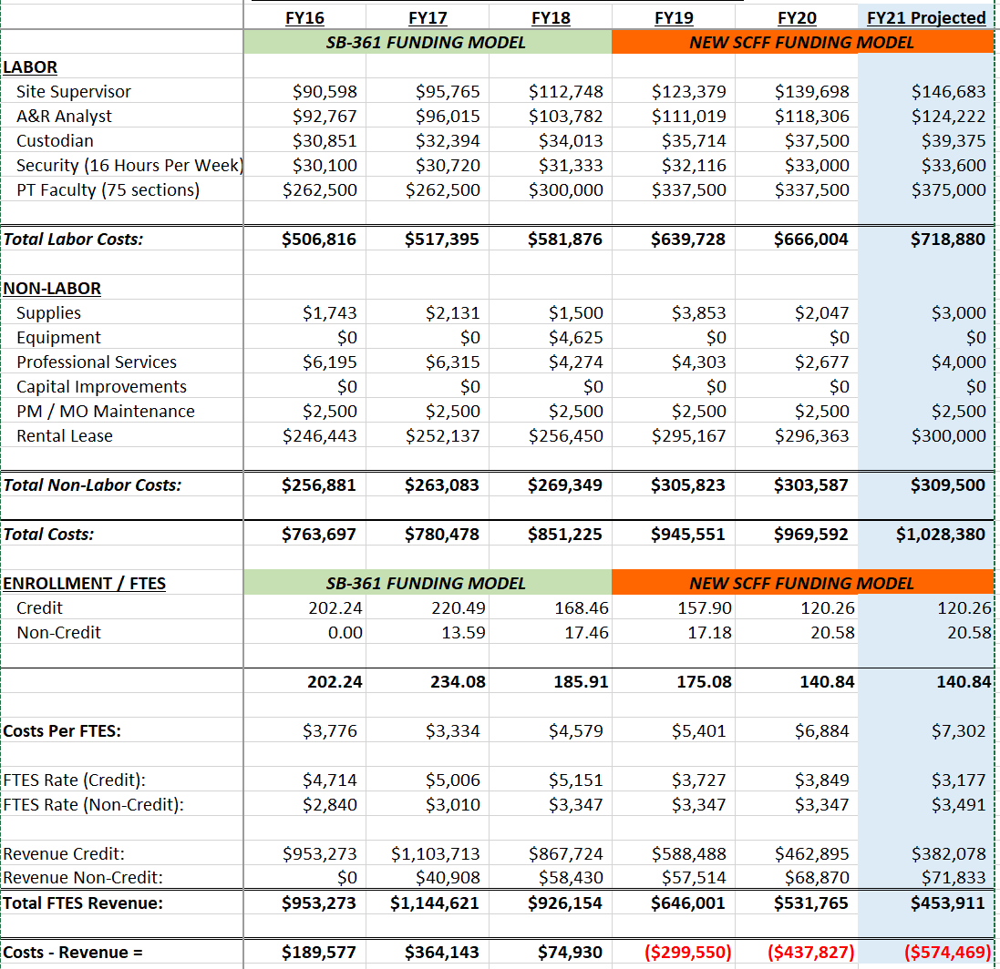 FY16 FY17 FY18 FY19 FY20 FY21 Projected
SB-361 FUNDING MODEL NEW SCFF FUNDING MODEL
LABOR
Site Supervisor $90,598 $95,765 $112,748 $123,379 $139,698 $146,683
A&R Analyst $92,767 $96,015 $103,782 $111,019 $118,306 $124,222
Custodian $30,851 $32,394 $34,013 $35,714 $37,500 $39,375
Security (16 Hours Per Week) $30,100 $30,720 $31,333 $32,116 $33,000 $33,600
PT Faculty (75 sections) $262,500 $262,500 $300,000 $337,500 $337,500 $375,000
Total Labor Costs: $506,816 $517,395 $581,876 $639,728 $666,004 $718,880
NON-LABOR
Supplies $1,743 $2,131 $1,500 $3,853 $2,047 $3,000
Equipment $0 $0 $4,625 $0 $0 $0
Professional Services $6,195 $6,315 $4,274 $4,303 $2,677 $4,000
Capital Improvements $0 $0 $0 $0 $0 $0
PM / MO Maintenance $2,500 $2,500 $2,500 $2,500 $2,500 $2,500
Rental Lease $246,443 $252,137 $256,450 $295,167 $296,363 $300,000
Total Non-Labor Costs: $256,881 $263,083 $269,349 $305,823 $303,587 $309,500
Total Costs: $763,697 $780,478 $851,225 $945,551 $969,592 $1,028,380
ENROLLMENT / FTES SB-361 FUNDING MODEL NEW SCFF FUNDING MODEL
Credit 202.24 220.49 168.46 157.90 120.26 120.26
Non-Credit 0.00 13.59 17.46 17.18 20.58 20.58
202.24 234.08 185.91 175.08 140.84 140.84
Costs Per FTES: $3,776 $3,334 $4,579 $5,401 $6,884 $7,302
FTES Rate (Credit): $4,714 $5,006 $5,151 $3,727 $3,849 $3,177
FTES Rate (Non-Credit): $2,840 $3,010 $3,347 $3,347 $3,347 $3,491
Revenue Credit: $953,273 $1,103,713 $867,724 $588,488 $462,895 $382,078
Revenue Non-Credit: $0 $40,908 $58,430 $57,514 $68,870 $71,833
Total FTES Revenue: $953,273 $1,144,621 $926,154 $646,001 $531,765 $453,911
Costs - Revenue = $189,577 $364,143 $74,930 ($299,550) ($437,827) ($574,469)